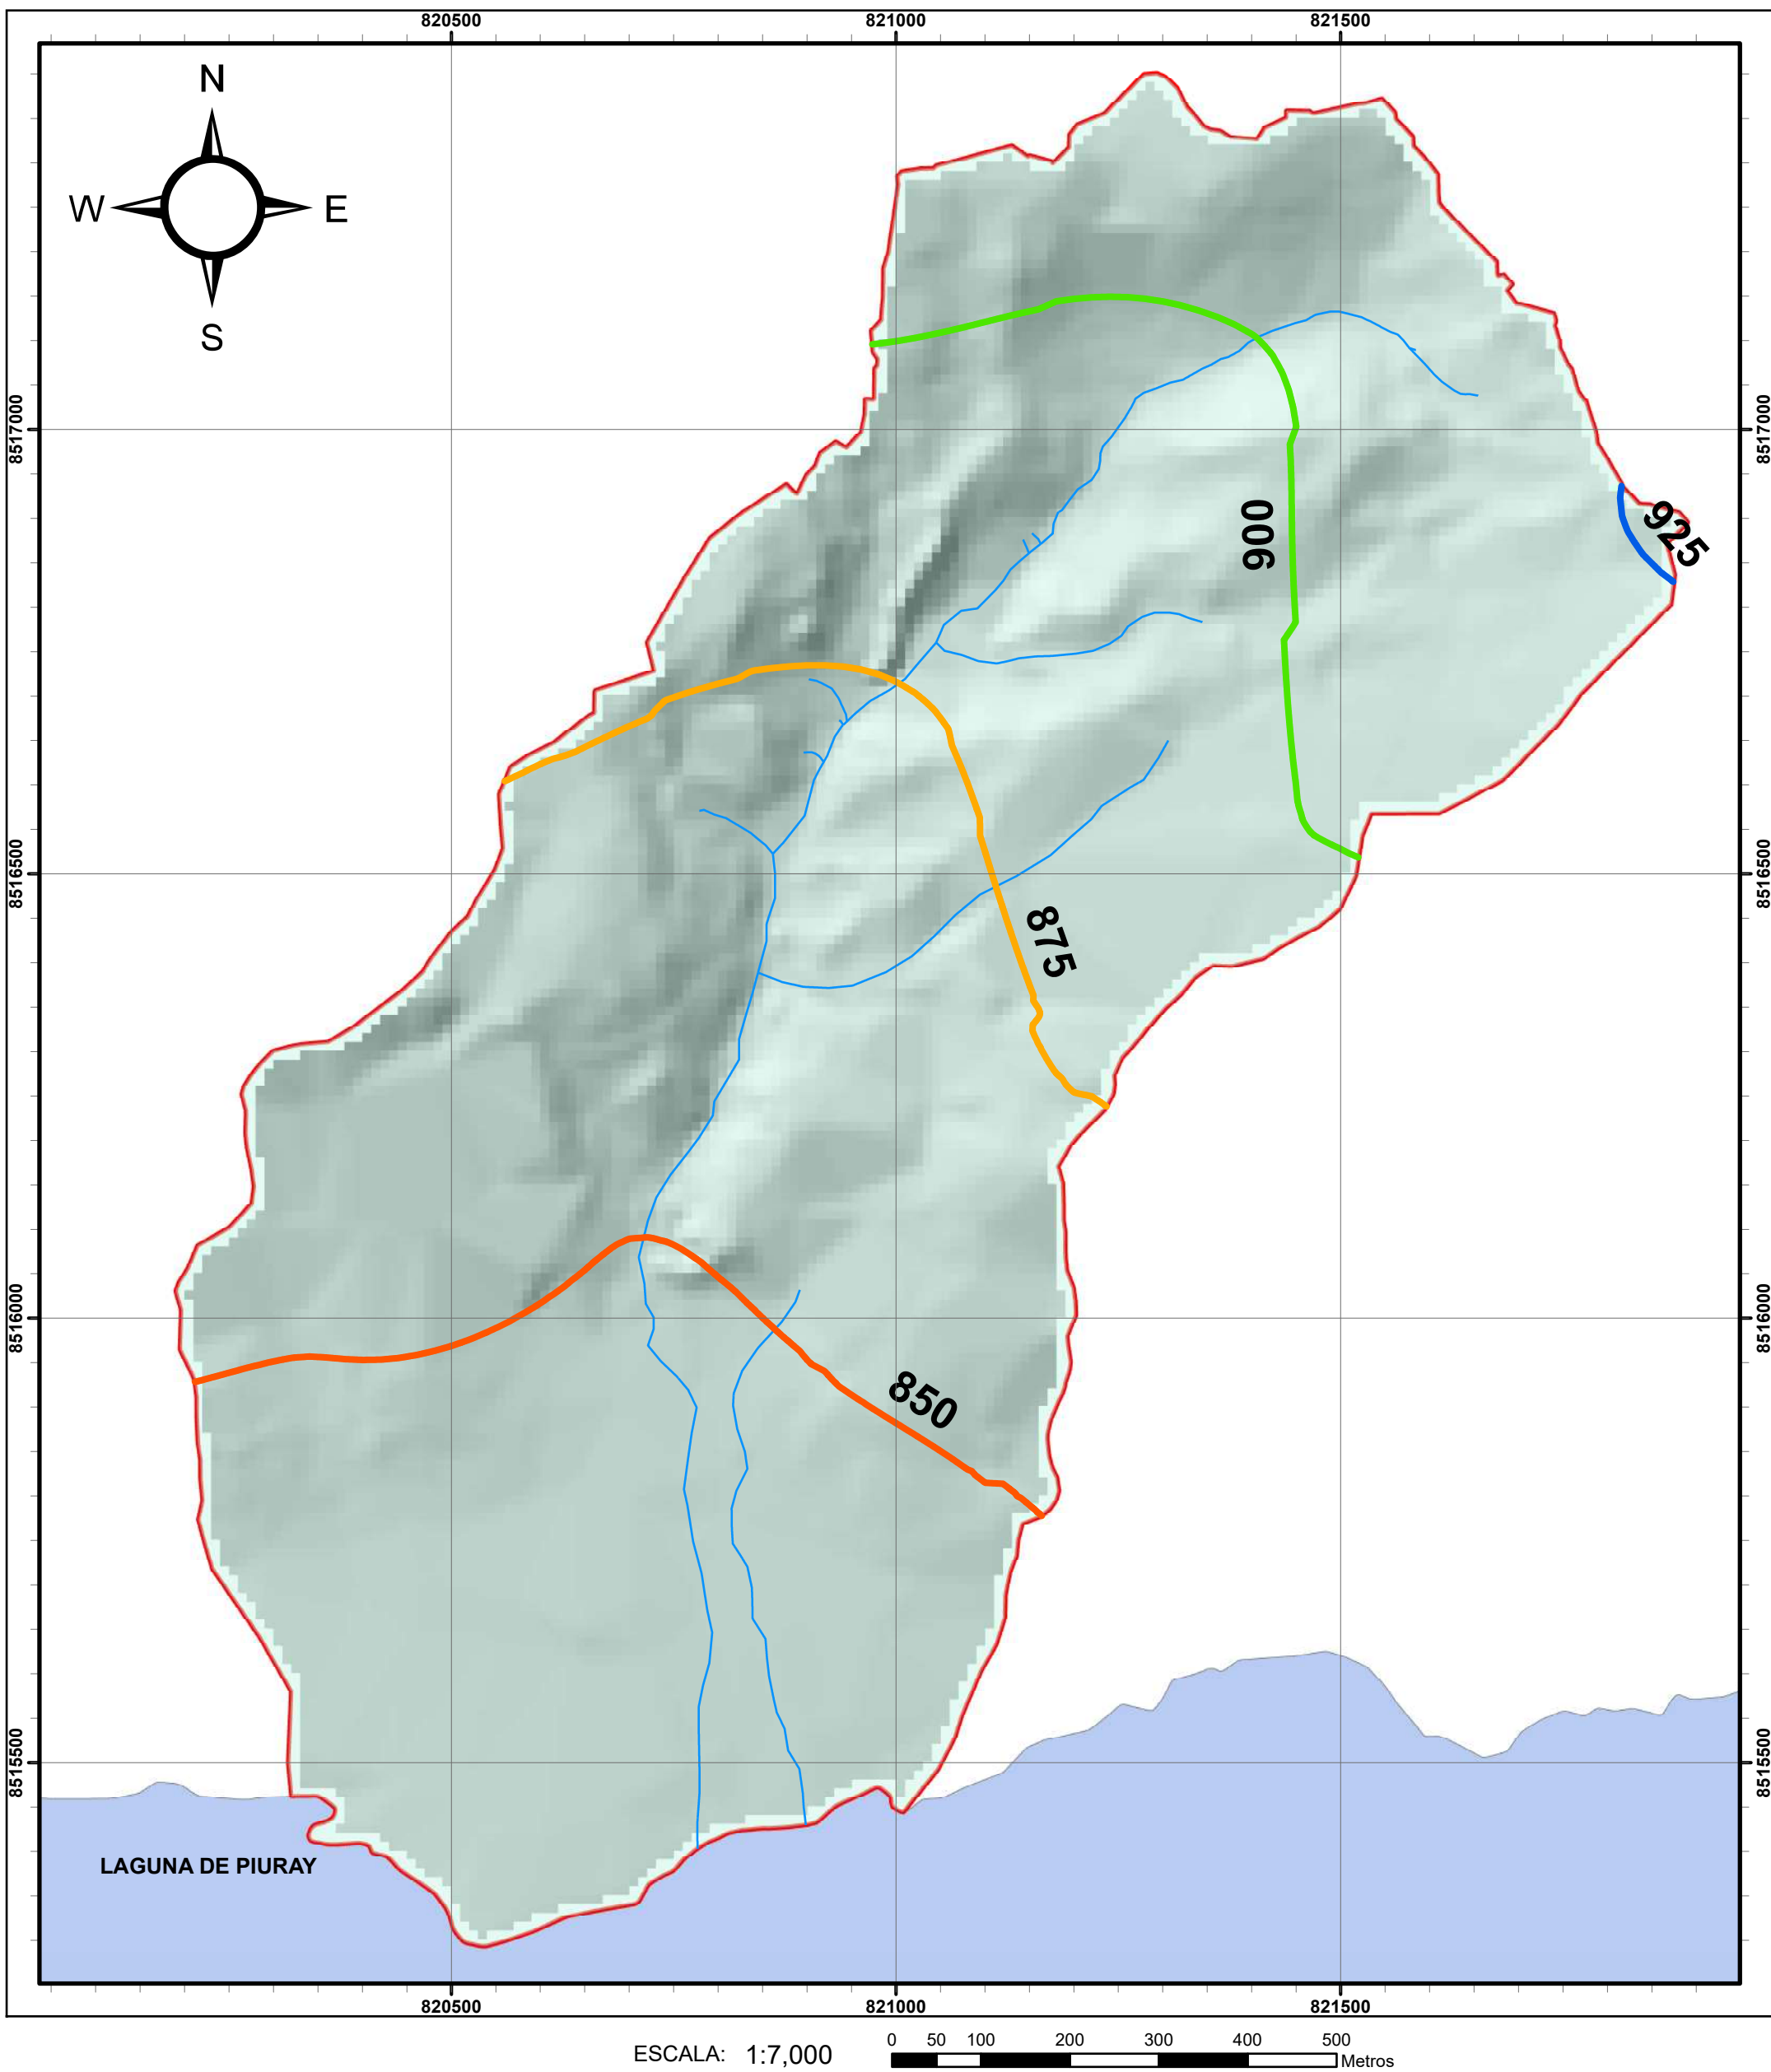 820500 821000 821500
N
W E
S
8517000 8517000
900
925
8516500 8516500
875
8516000 8516000
850
8515500 8515500
LAGUNA DE PIURAY
820500 821000 821500
ESCALA: 1:7,000
0 50 100 200 300 400 500
Metros